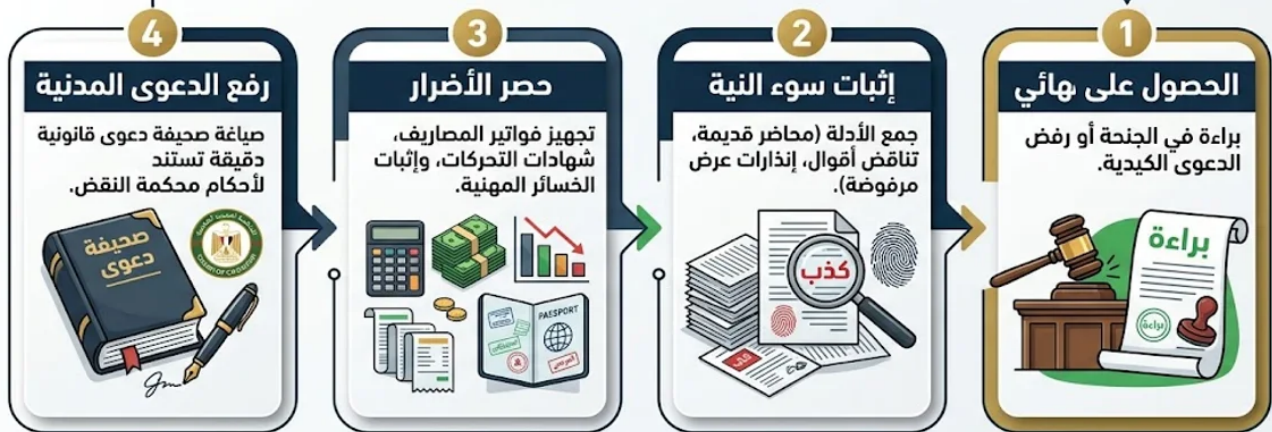 1
الحصول على نهائي
براءة في الجنحة أو رفض
الدعوى الكيدية.
براءة
براءة
2
إثبات سوء النية
جمع الأدلة (محاضر قديمة،
تناقض أقوال، إنذارات عرض
مرفوضة).
كذب
3
حصر الأضرار
تجهيز فواتير المصاريف،
شهادات التحركات، وإثبات
الخسائر المهنية.
PASSPORT
4
رفع الدعوى المدنية
صياغة صحيفة دعوى قانونية
دقيقة تستند
لأحكام محكمة النقض.
صحيفة
دعوى